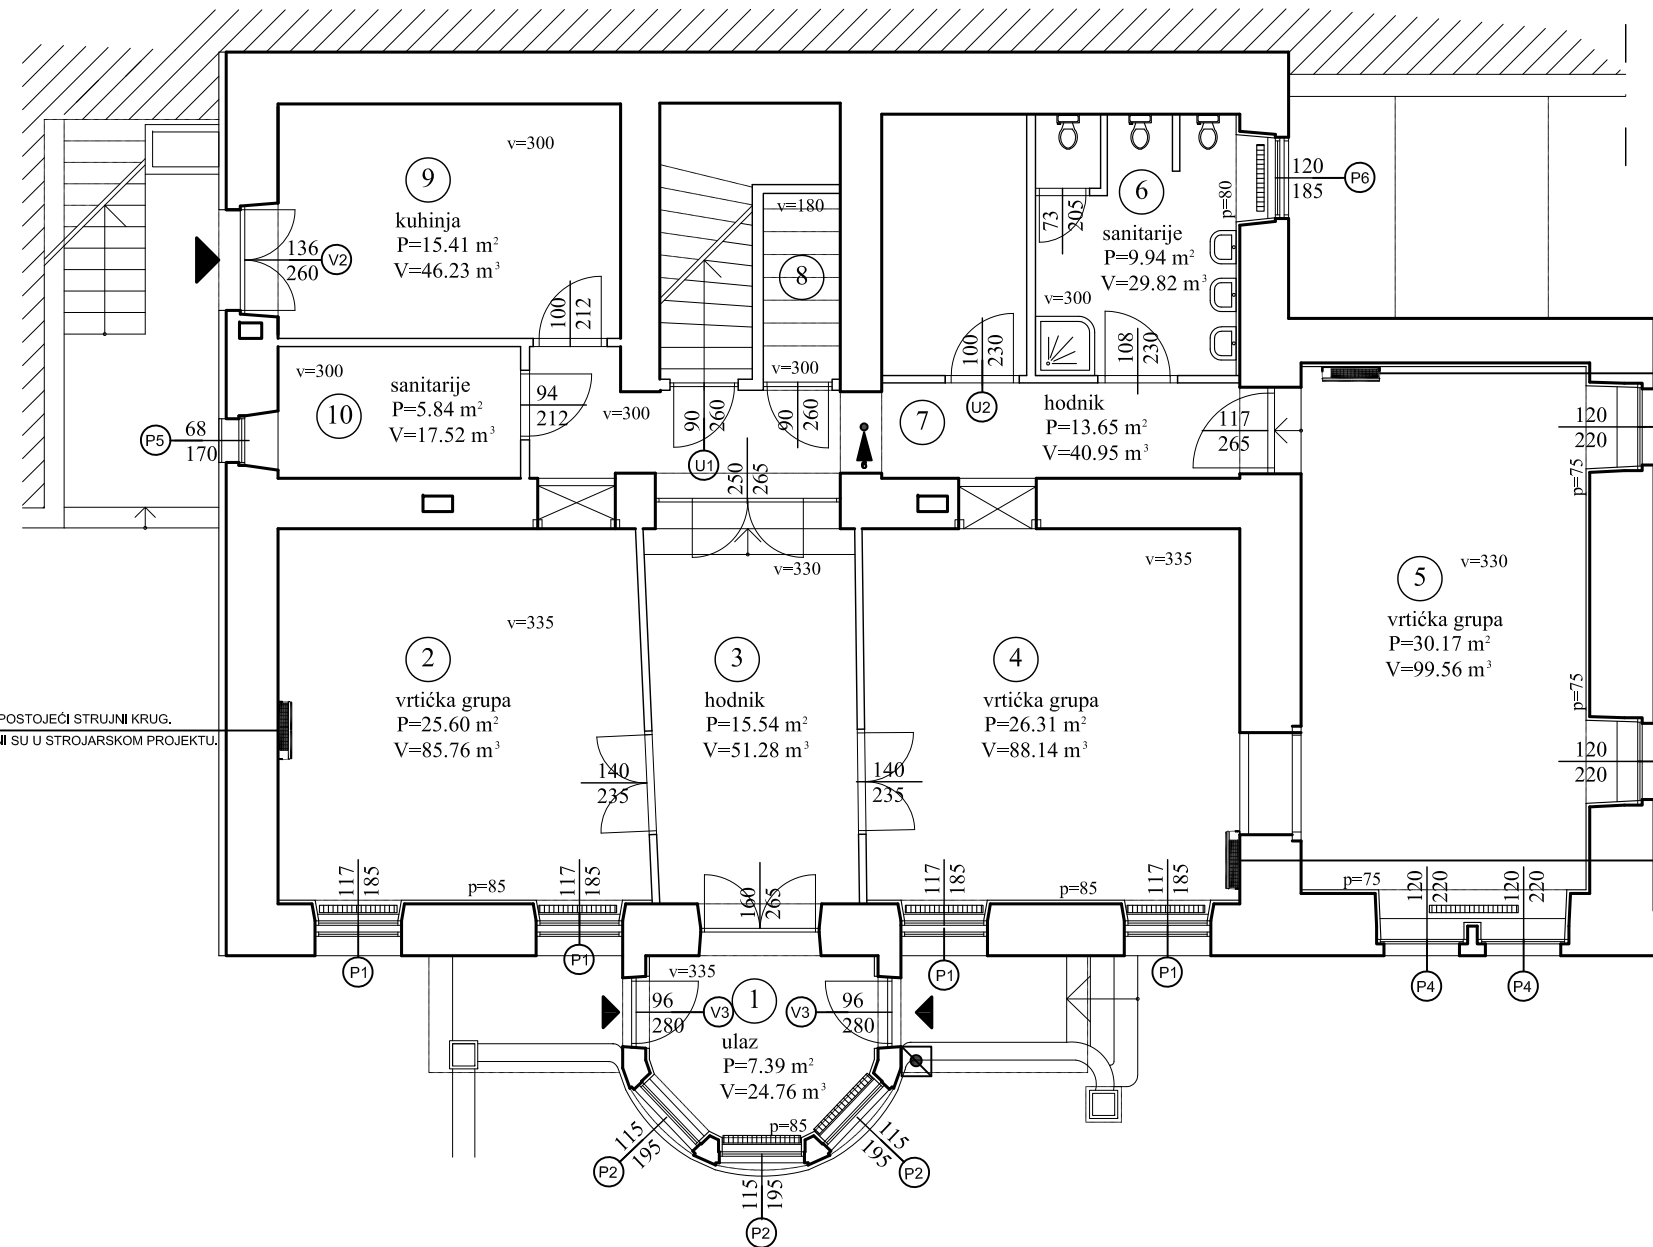 v=300
9
kuhinja
P=15.41 m²
V=46.23 m³
136
260
V2
100
212
v=180
8
v=300
90
260
90
260
U1
6
sanitarije
P=9.94 m²
V=29.82 m³
v=300
73
205
p=80
120
185
P6
100
230
U2
108
230
v=300
10
sanitarije
P=5.84 m²
V=17.52 m³
94
212
v=300
P5
68
170
7
hodnik
P=13.65 m²
V=40.95 m³
117
265
250
265
120
220
p=75
v=335
2
vrtićka grupa
P=25.60 m²
V=85.76 m³
140
235
POSTOJEĆI STRUJNI KRUG.
NI SU U STROJARSKOM PROJEKTU.
v=330
3
hodnik
P=15.54 m²
V=51.28 m³
v=335
4
vrtićka grupa
P=26.31 m²
V=88.14 m³
140
235
5
v=330
vrtićka grupa
P=30.17 m²
V=99.56 m³
p=75
120
220
117
185
p=85
117
185
160
265
117
185
p=85
117
185
p=75
120
220
120
220
P1
P1
P1
P1
P4
P4
v=335
1
96
280
V3
V3
96
280
ulaz
P=7.39 m²
V=24.76 m³
p=85
115
195
P2
115
195
P2
115
195
P2